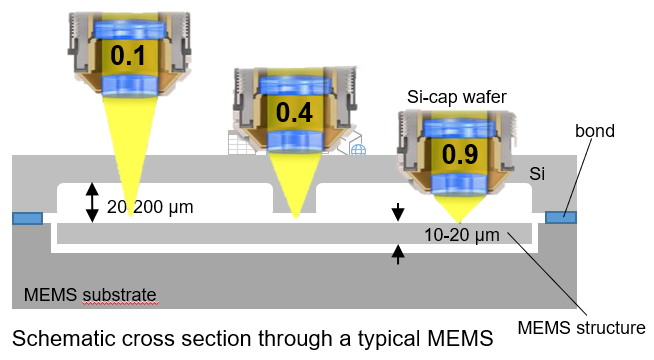 0.1
0.4
0.9
Si-cap wafer
bond
Si
20-200 µm
10-20 µm
MEMS substrate
MEMS structure
Schematic cross section through a typical MEMS